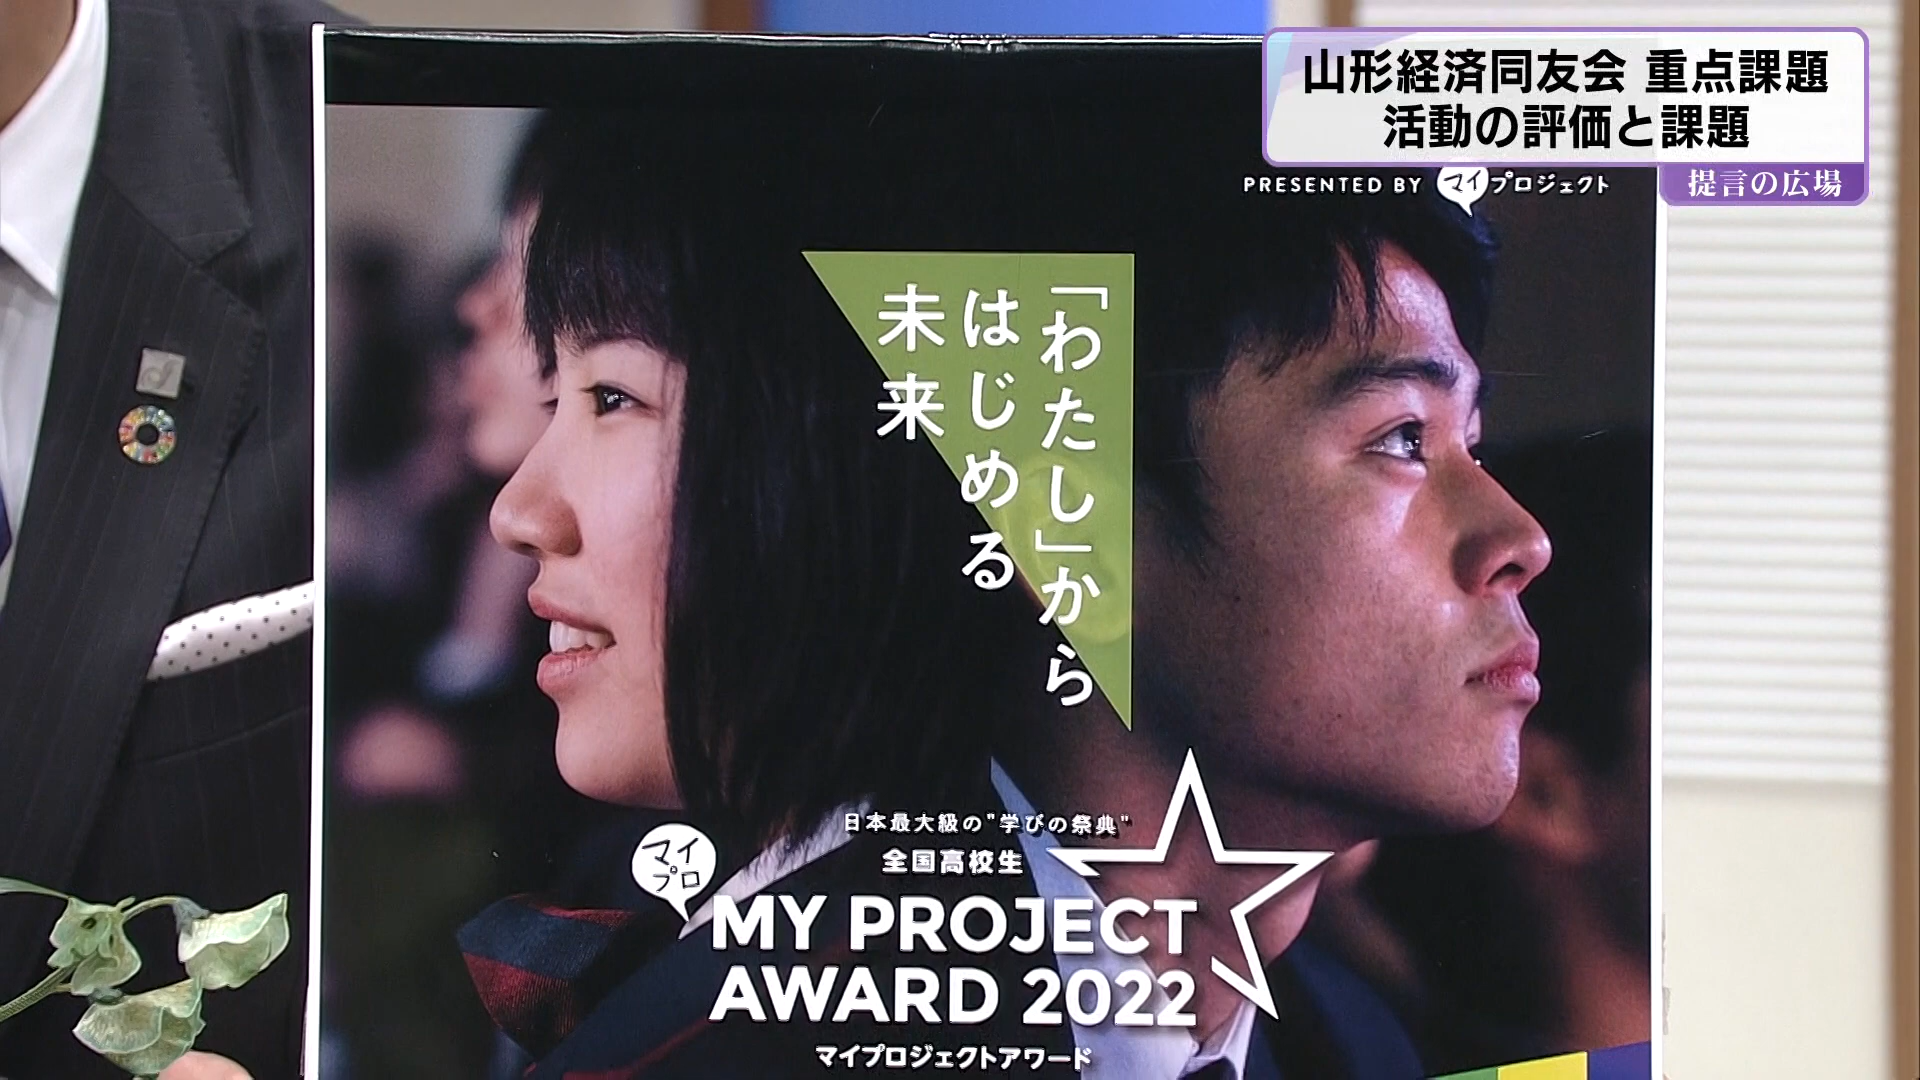 山形経済同友会 重点課題
活動の評価と課題
提言の広場
PRESENTED BY マイプロジェクト
「わたし」から
はじめる
未来
日本最大級の"学びの祭典"
全国高校生
マイプロ
MY PROJECT
AWARD 2022
マイプロジェクトアワード